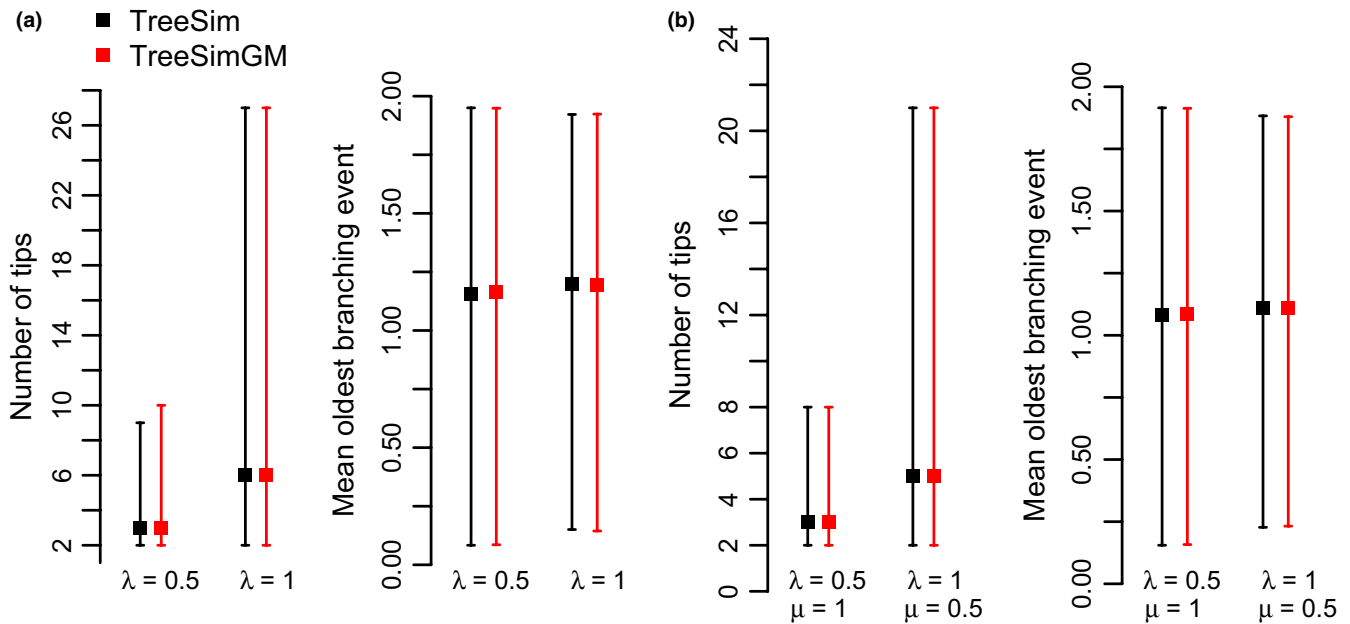 (a)
TreeSim
TreeSimGM
Number of tips
2
6
10
14
18
22
26
λ = 0.5
λ = 1
Mean oldest branching event
0.00
0.50
1.00
1.50
2.00
λ = 0.5
λ = 1
(b)
Number of tips
0
2
4
6
8
12
16
20
24
λ = 0.5
μ = 1
λ = 1
μ = 0.5
Mean oldest branching event
0.00
0.50
1.00
1.50
2.00
λ = 0.5
μ = 1
λ = 1
μ = 0.5